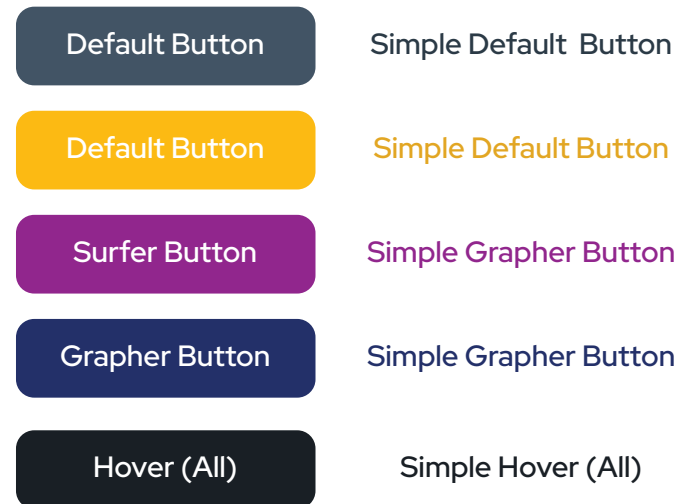 Default Button
Simple Default  Button
Default Button
Simple Default Button
Surfer Button
Simple Grapher Button
Grapher Button
Simple Grapher Button
Hover (All)
Simple Hover (All)